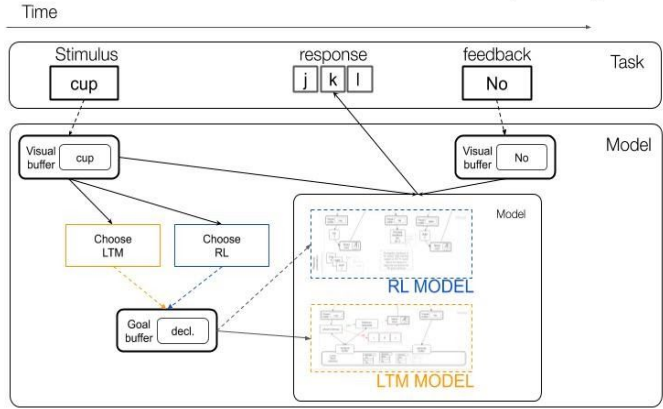 Time
Stimulus
response
feedback
Task
cup
j k l
No
Visual
buffer
cup
Visual
buffer
No
Model
Choose
LTM
Choose
RL
Model
RL MODEL
Goal
buffer
decl.
LTM MODEL